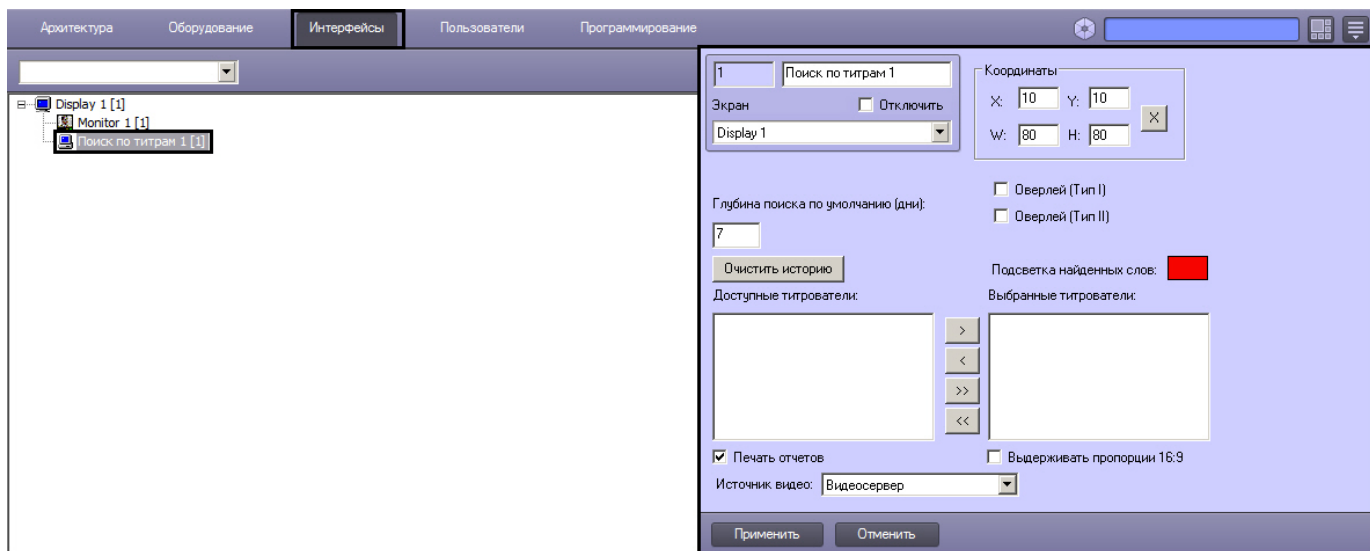 Архитектура Оборудование Интерфейсы Пользователи Программирование
Display 1 [1]
Monitor 1 [1]
Поиск по титрам 1 [1]
1 Поиск по титрам 1
Экран Отключить
Display 1
Координаты
X: 10 Y: 10
X
W: 80 H: 80
Оверлей (Тип I)
Оверлей (Тип II)
Глубина поиска по умолчанию (дни):
7
Очистить историю Подсветка найденных слов:
Доступные титрователи: Выбранные титрователи:
>
<
>>
<<
Печать отчетов Выдерживать пропорции 16:9
Источник видео: Видеосервер
Применить Отменить